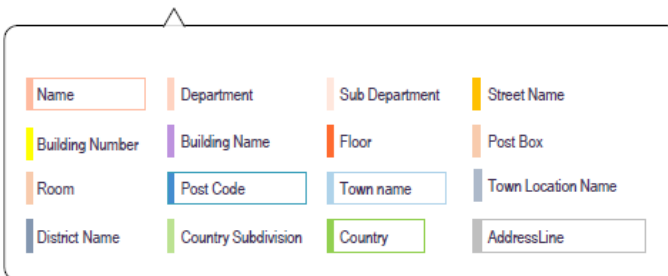 Name
Department
Sub Department
Street Name
Building Number
Building Name
Floor
Post Box
Room
Post Code
Town name
Town Location Name
District Name
Country Subdivision
Country
AddressLine